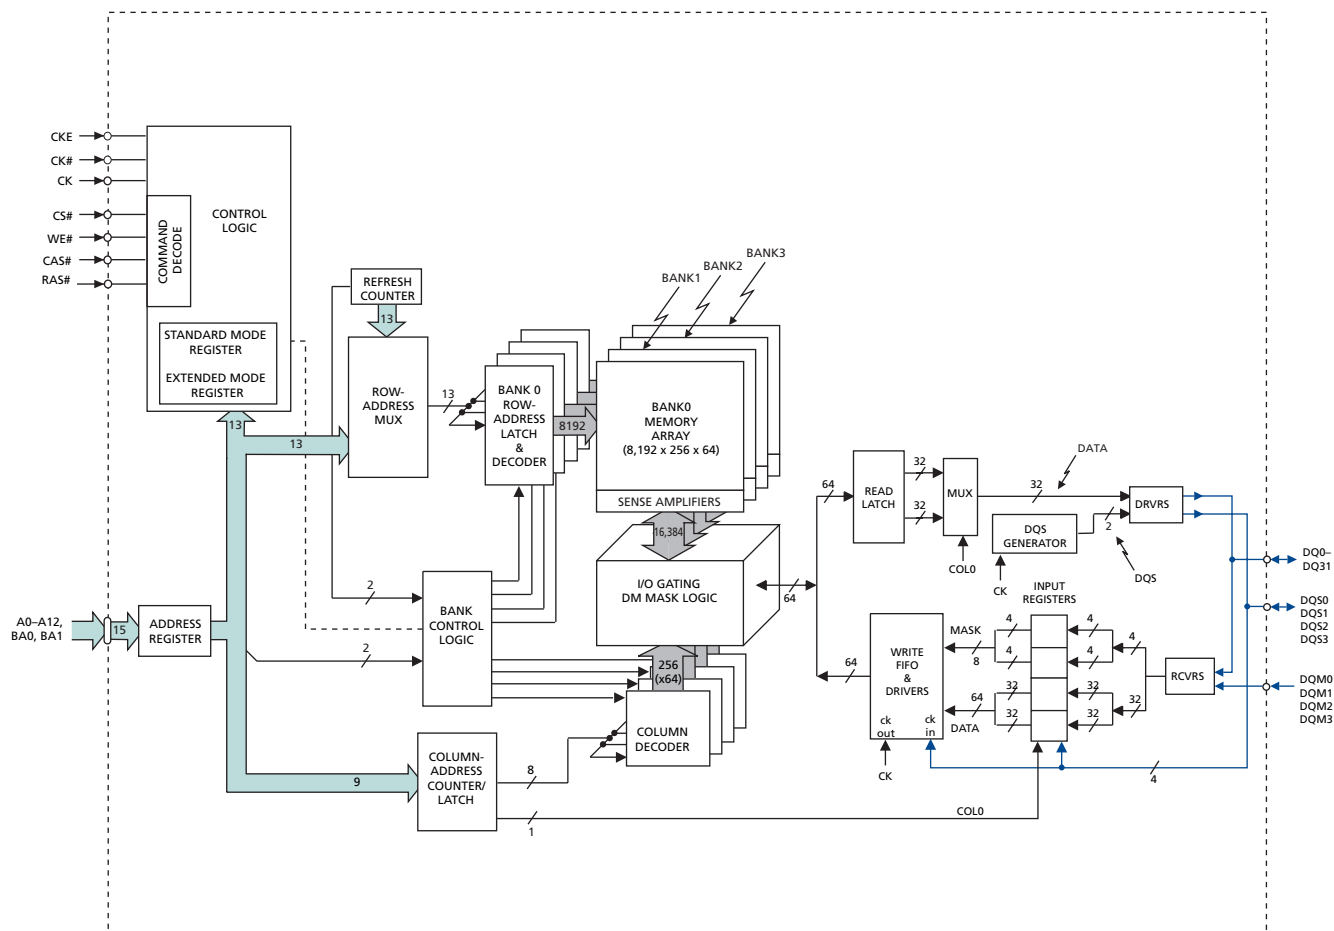 CKE
CK#
CK
CS#
WE#
CAS#
RAS#
CONTROL
LOGIC
COMMAND
DECODE
STANDARD MODE
REGISTER
EXTENDED MODE
REGISTER
REFRESH
COUNTER
13
ROW-
ADDRESS
MUX
13
13
13
BANK 0
ROW-
ADDRESS
LATCH
&
DECODER
8192
BANK1
BANK2
BANK3
BANK0
MEMORY
ARRAY
(8,192 x 256 x 64)
SENSE AMPLIFIERS
16,384
I/O GATING
DM MASK LOGIC
256
(x64)
COLUMN
DECODER
A0–A12,
BA0, BA1
15
ADDRESS
REGISTER
2
2
BANK
CONTROL
LOGIC
9
COLUMN-
ADDRESS
COUNTER/
LATCH
8
1
COL0
64
64
64
READ
LATCH
32
32
MUX
COL0
32
DATA
DQS
GENERATOR
CK
2
DQS
DRVRS
INPUT
REGISTERS
WRITE
FIFO
&
DRIVERS
ck
out
ck
in
CK
MASK
8
64
DATA
4
4
32
32
4
4
32
32
4
32
RCVRS
4
DQ0–
DQ31
DQS0
DQS1
DQS2
DQS3
DQM0
DQM1
DQM2
DQM3